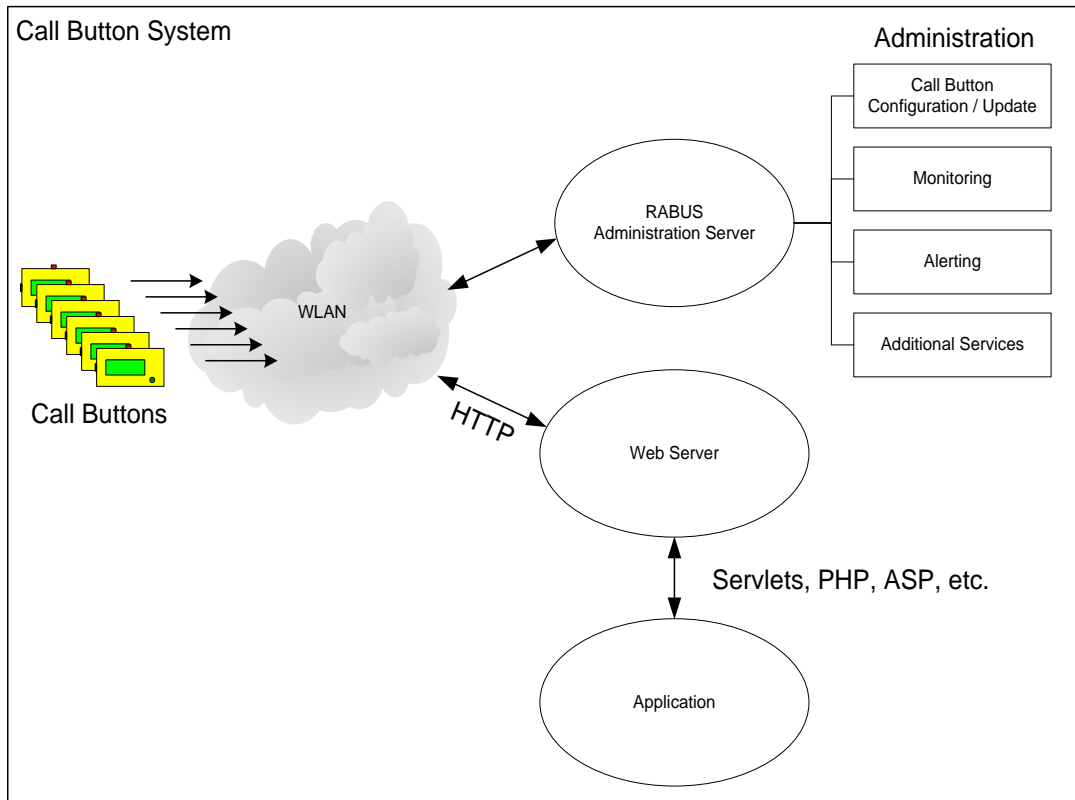 Call Button System
Administration
Call Button
Configuration / Update
Monitoring
RABUS
Administration Server
Alerting
WLAN
Additional Services
Call Buttons
HTTP
Web Server
Servlets, PHP, ASP, etc.
Application